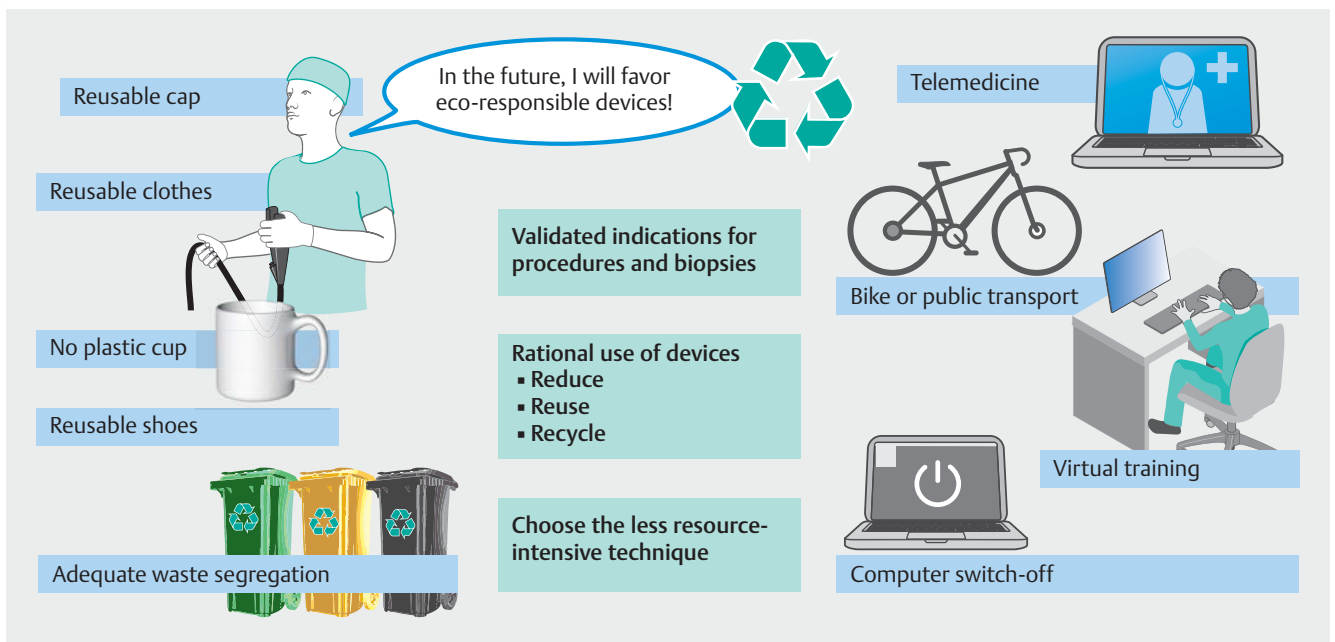 In the future, I will favor
eco-responsible devices!
Reusable cap
Reusable clothes
No plastic cup
Reusable shoes
Adequate waste segregation
Validated indications for
procedures and biopsies
Rational use of devices
▪ Reduce
▪ Reuse
▪ Recycle
Choose the less resource-
intensive technique
Telemedicine
Bike or public transport
Virtual training
Computer switch-off